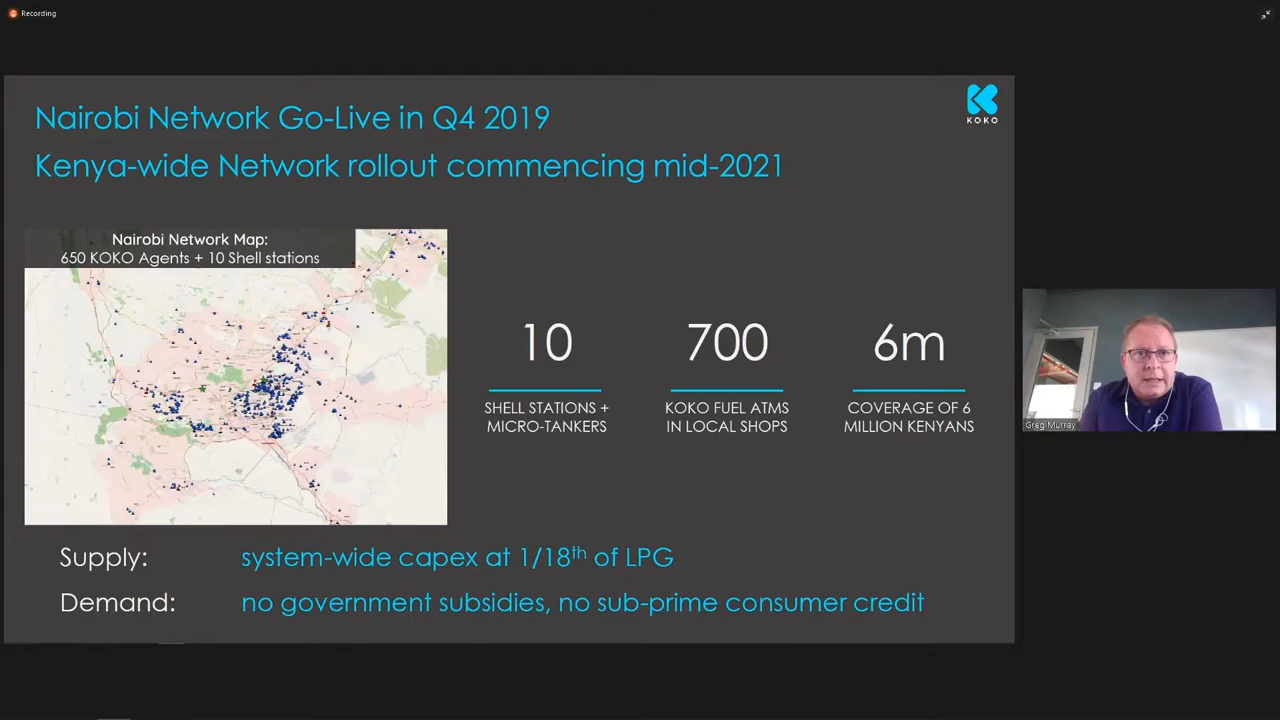 Recording
Nairobi Network Go-Live in Q4 2019
Kenya-wide Network rollout commencing mid-2021
KOKO
Nairobi Network Map:
650 KOKO Agents + 10 Shell stations
10
SHELL STATIONS +
MICRO-TANKERS
700
KOKO FUEL ATMS
IN LOCAL SHOPS
6m
COVERAGE OF 6
MILLION KENYANS
Greg Murray
Supply: system-wide capex at 1/18th of LPG
Demand: no government subsidies, no sub-prime consumer credit